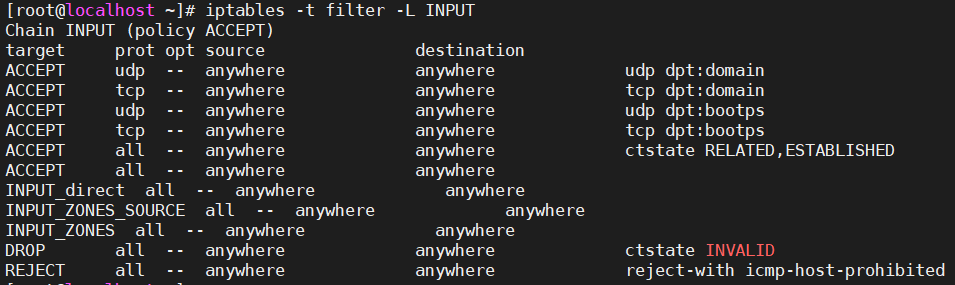 [root@localhost ~]# iptables -t filter -L INPUT
Chain INPUT (policy ACCEPT)
target     prot opt source               destination
ACCEPT     udp  --  anywhere             anywhere             udp dpt:domain
ACCEPT     tcp  --  anywhere             anywhere             tcp dpt:domain
ACCEPT     udp  --  anywhere             anywhere             udp dpt:bootps
ACCEPT     tcp  --  anywhere             anywhere             tcp dpt:bootps
ACCEPT     all  --  anywhere             anywhere             ctstate RELATED,ESTABLISHED
ACCEPT     all  --  anywhere             anywhere
INPUT_direct  all  --  anywhere             anywhere
INPUT_ZONES_SOURCE  all  --  anywhere             anywhere
INPUT_ZONES  all  --  anywhere             anywhere
DROP       all  --  anywhere             anywhere             ctstate INVALID
REJECT     all  --  anywhere             anywhere             reject-with icmp-host-prohibited